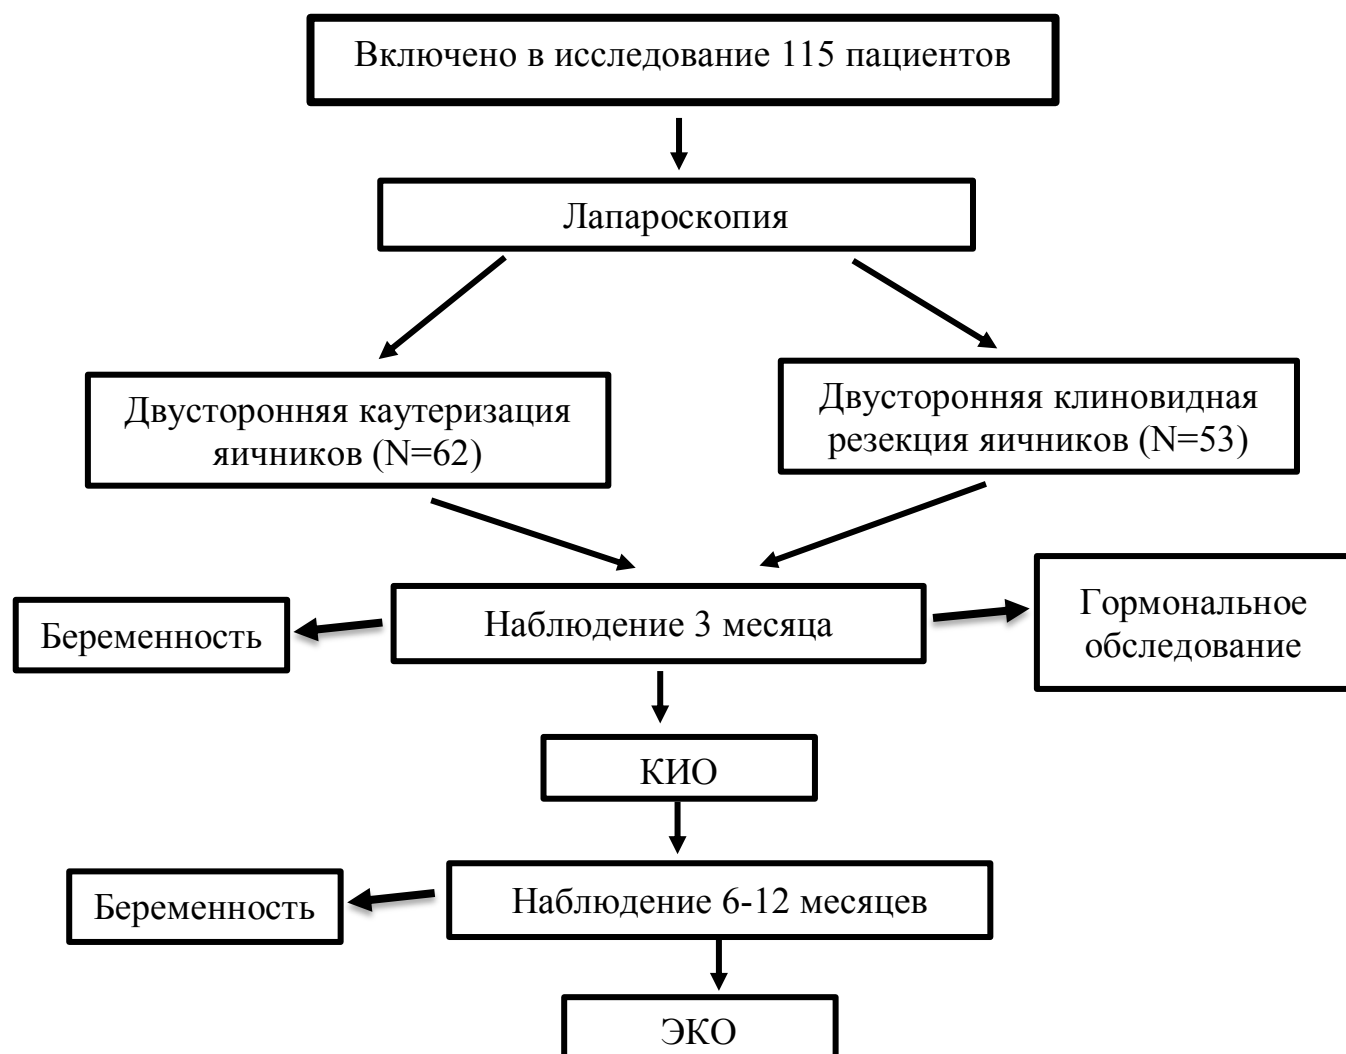 Включено в исследование 115 пациентов
Лапароскопия
Двусторонняя каутеризация
яичников (N=62)
Двусторонняя клиновидная
резекция яичников (N=53)
Беременность
Наблюдение 3 месяца
Гормональное
обследование
КИО
Беременность
Наблюдение 6-12 месяцев
ЭКО